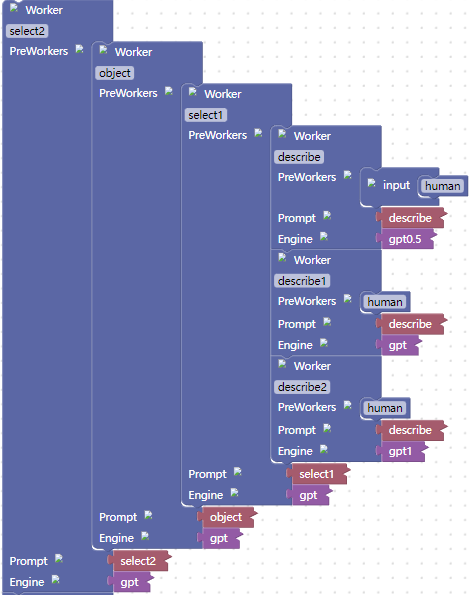 Worker
select2
PreWorkers
Worker
object
PreWorkers
Worker
select1
PreWorkers
Worker
describe
PreWorkers
input human
Prompt describe
Engine gpt0.5
Worker
describe1
PreWorkers human
Prompt describe
Engine gpt
Worker
describe2
PreWorkers human
Prompt describe
Engine gpt1
Prompt select1
Engine gpt
Prompt object
Engine gpt
Prompt select2
Engine gpt